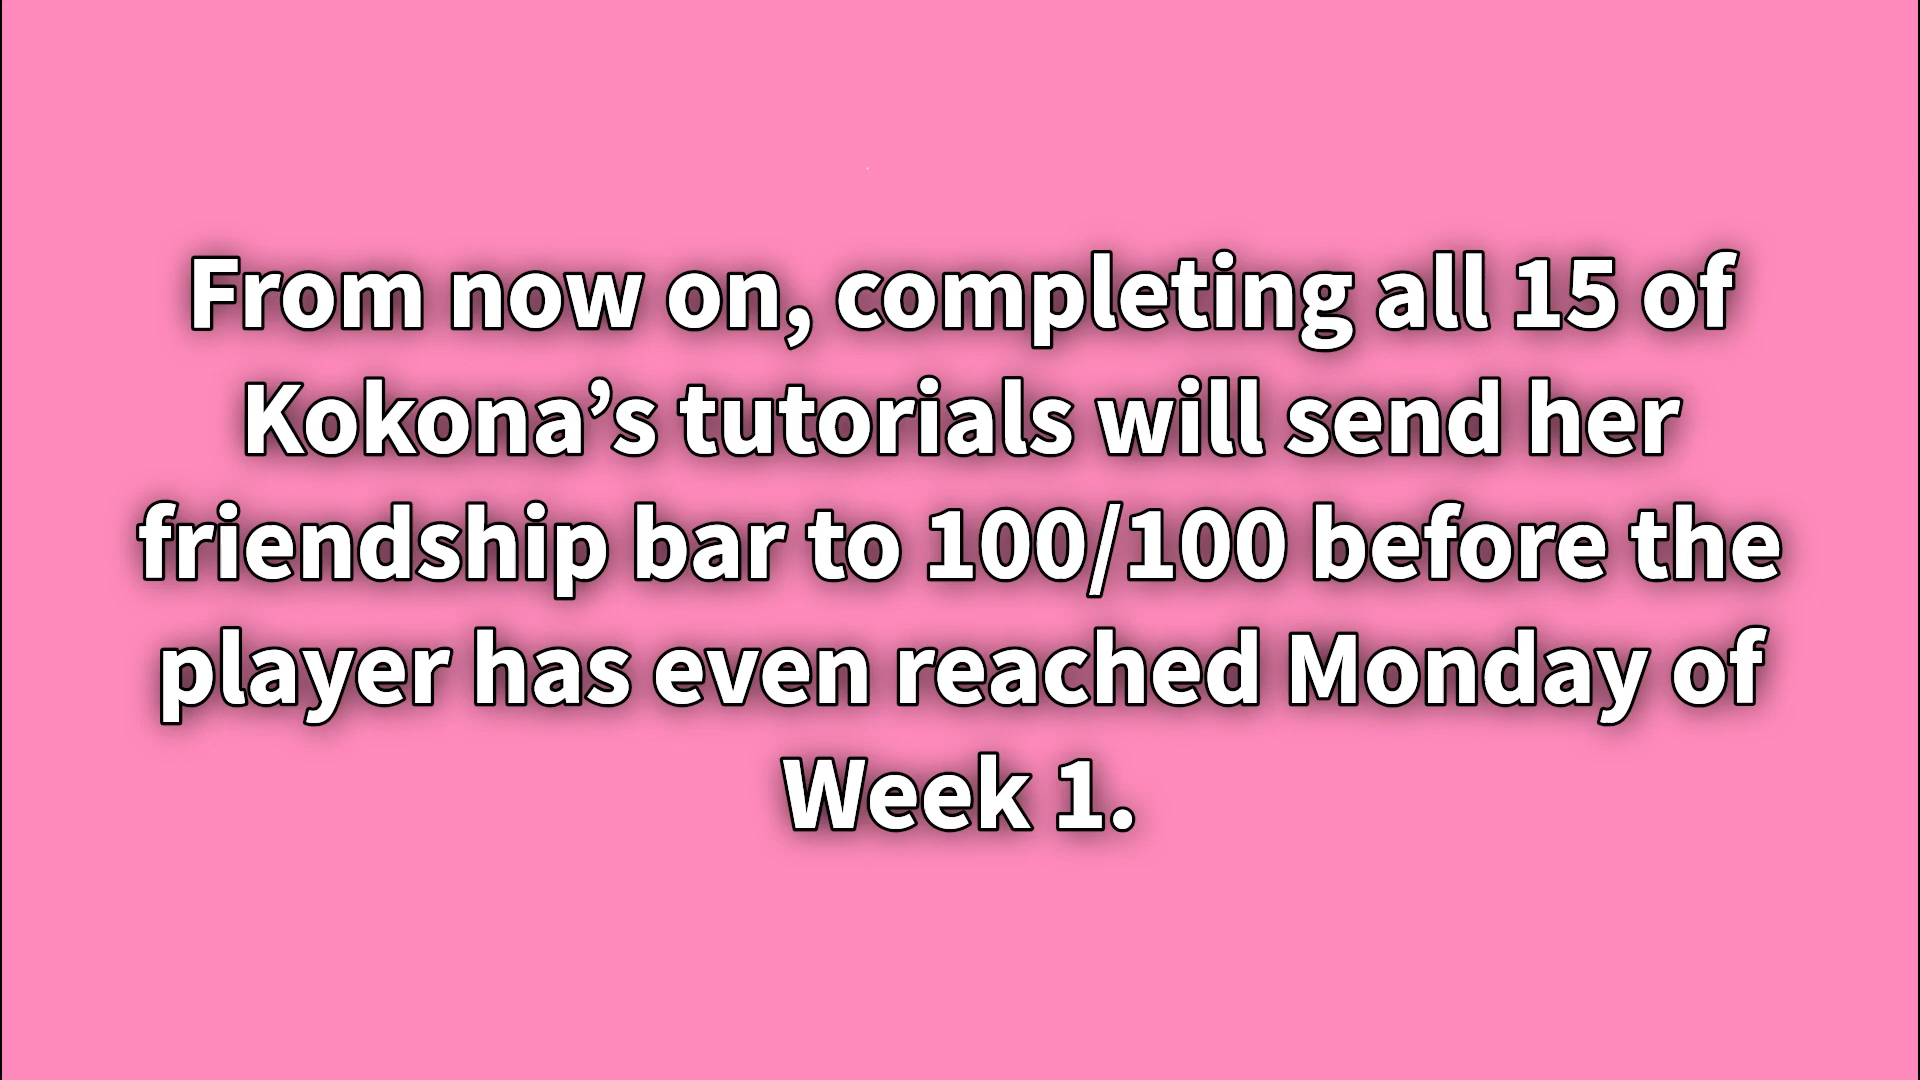 From now on, completing all 15 of
Kokona’s tutorials will send her
friendship bar to 100/100 before the
player has even reached Monday of
Week 1.